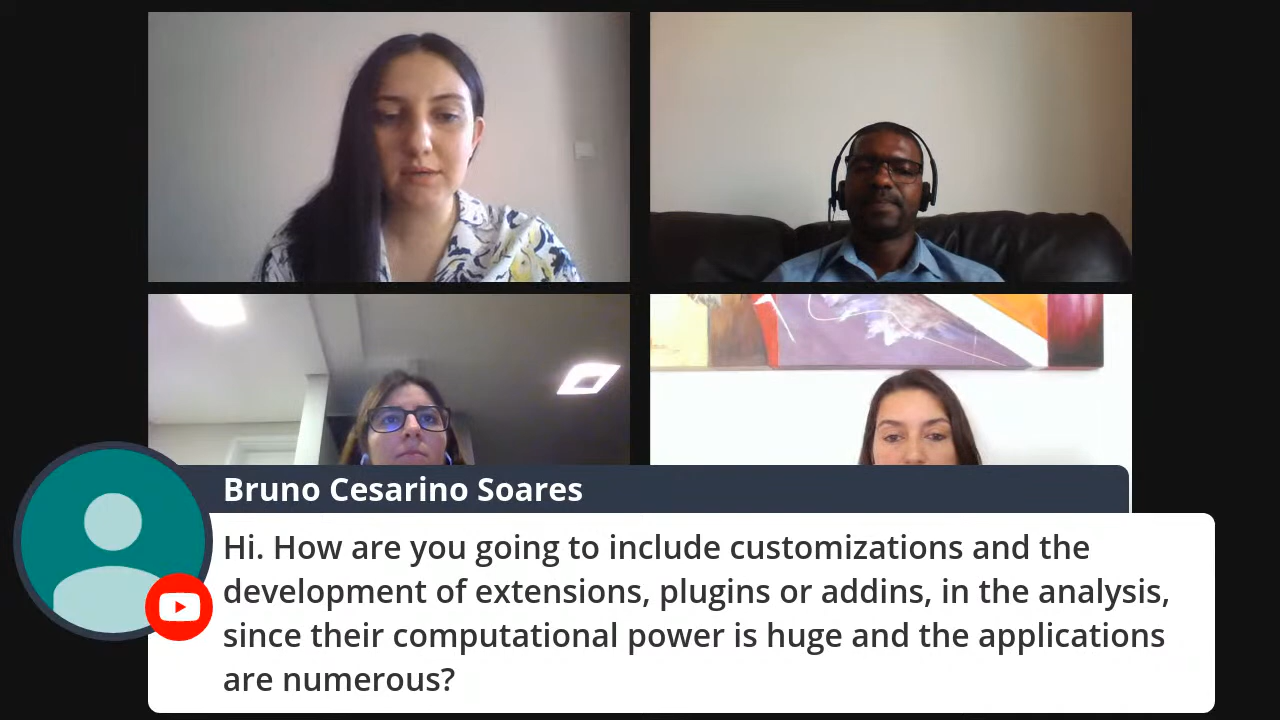 Bruno Cesarino Soares
Hi. How are you going to include customizations and the
development of extensions, plugins or addins, in the analysis,
since their computational power is huge and the applications
are numerous?